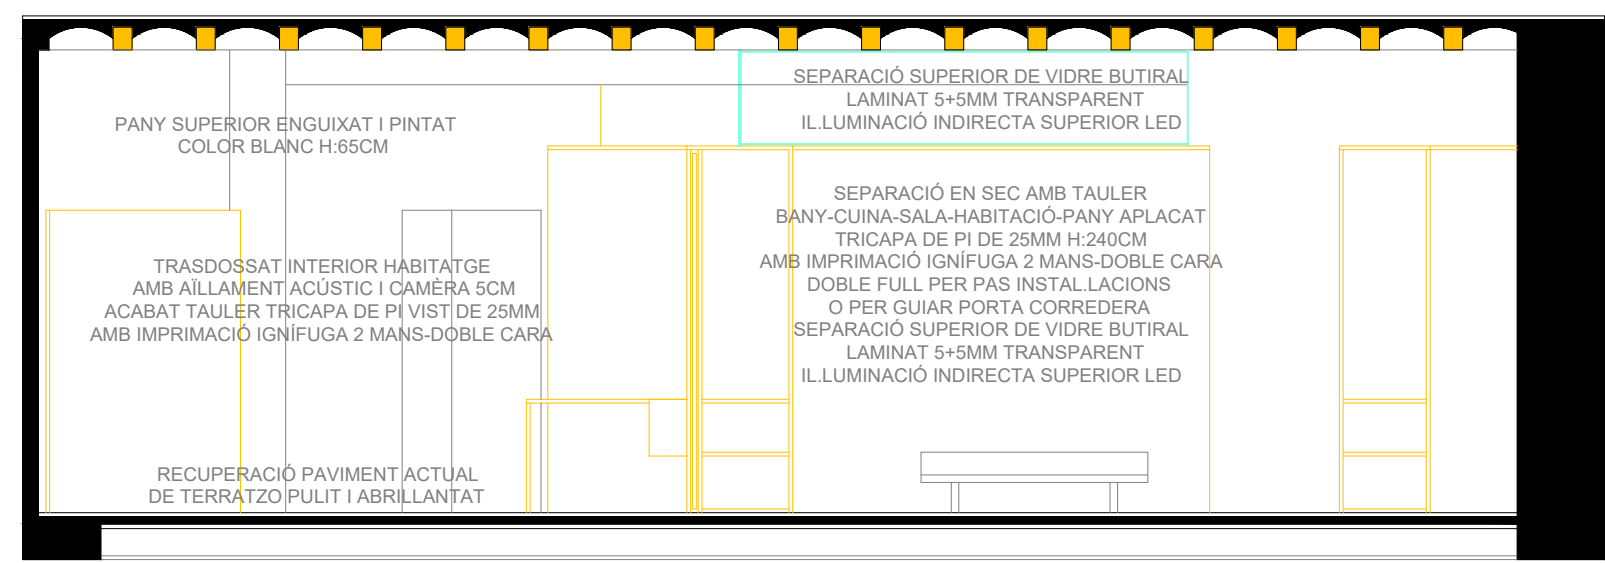 SEPARACIÓ SUPERIOR DE VIDRE BUTIRAL
LAMINAT 5+5MM TRANSPARENT
IL.LUMINACIÓ INDIRECTA SUPERIOR LED
PANY SUPERIOR ENGUIXAT I PINTAT
COLOR BLANC H:65CM
SEPARACIÓ EN SEC AMB TAULER
BANY-CUINA-SALA-HABITACIÓ-PANY APLACAT
TRICAPA DE PI DE 25MM H:240CM
AMB IMPRIMACIÓ IGNÍFUGA 2 MANS-DOBLE CARA
DOBLE FULL PER PAS INSTAL.LACIONS
O PER GUIAR PORTA CORREDERA
SEPARACIÓ SUPERIOR DE VIDRE BUTIRAL
LAMINAT 5+5MM TRANSPARENT
IL.LUMINACIÓ INDIRECTA SUPERIOR LED
TRASDOSSAT INTERIOR HABITATGE
AMB AÏLLAMENT ACÚSTIC I CAMÈRA 5CM
ACABAT TAULER TRICAPA DE PI VIST DE 25MM
AMB IMPRIMACIÓ IGNÍFUGA 2 MANS-DOBLE CARA
RECUPERACIÓ PAVIMENT ACTUAL
DE TERRATZO PULIT I ABRILLANTAT